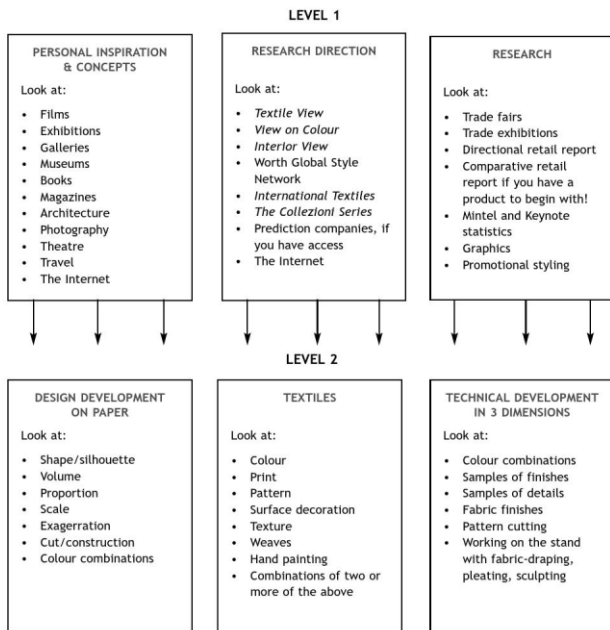 LEVEL 1
PERSONAL INSPIRATION
& CONCEPTS
Look at:
• Films
• Exhibitions
• Galleries
• Museums
• Books
• Magazines
• Architecture
• Photography
• Theatre
• Travel
• The Internet
RESEARCH DIRECTION
Look at:
• Textile View
• View on Colour
• Interior View
• Worth Global Style
Network
• International Textiles
• The Collezioni Series
• Prediction companies, if
you have access
• The Internet
RESEARCH
Look at:
• Trade fairs
• Trade exhibitions
• Directional retail report
• Comparative retail
report if you have a
product to begin with!
• Mintel and Keynote
statistics
• Graphics
• Promotional styling
LEVEL 2
DESIGN DEVELOPMENT
ON PAPER
Look at:
• Shape/silhouette
• Volume
• Proportion
• Scale
• Exagerration
• Cut/construction
• Colour combinations
TEXTILES
Look at:
• Colour
• Print
• Pattern
• Surface decoration
• Texture
• Weaves
• Hand painting
• Combinations of two or
more of the above
TECHNICAL DEVELOPMENT
IN 3 DIMENSIONS
Look at:
• Colour combinations
• Samples of finishes
• Samples of details
• Fabric finishes
• Pattern cutting
• Working on the stand
with fabric-draping,
pleating, sculpting